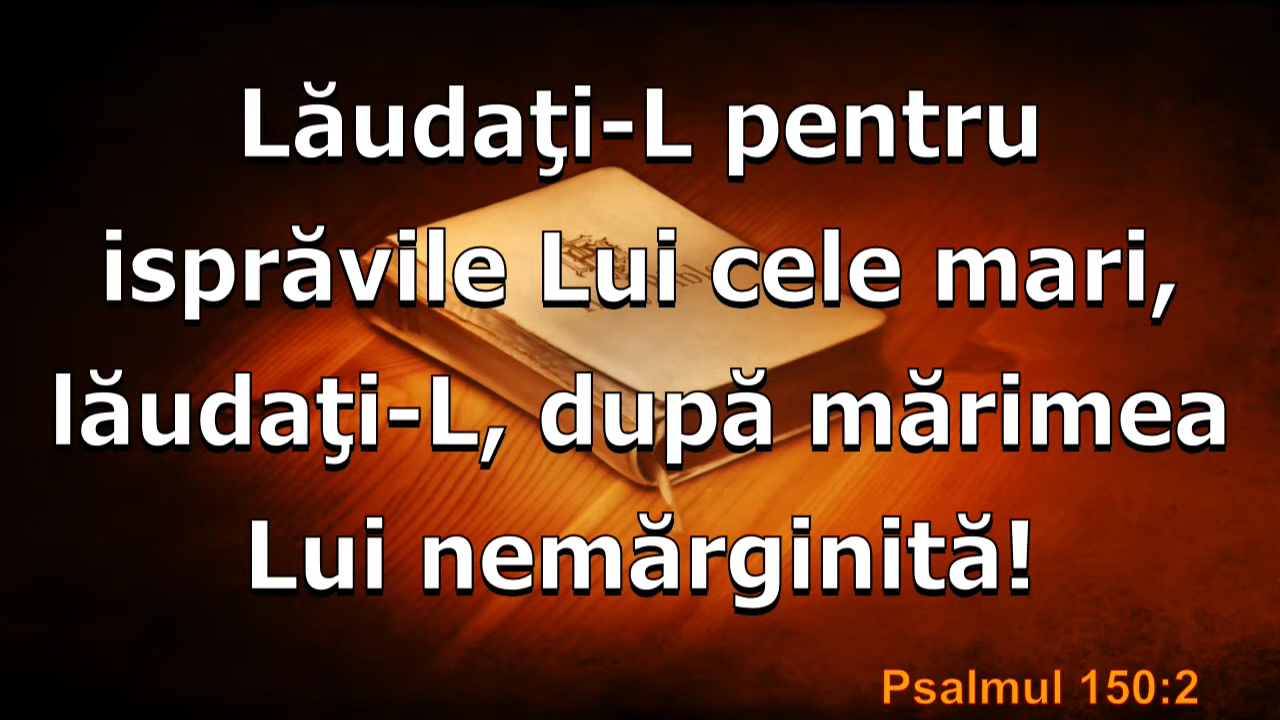 Lăudaţi-L pentru
isprăvile Lui cele mari,
lăudaţi-L, după mărimea
Lui nemărginită!
Psalmul 150:2